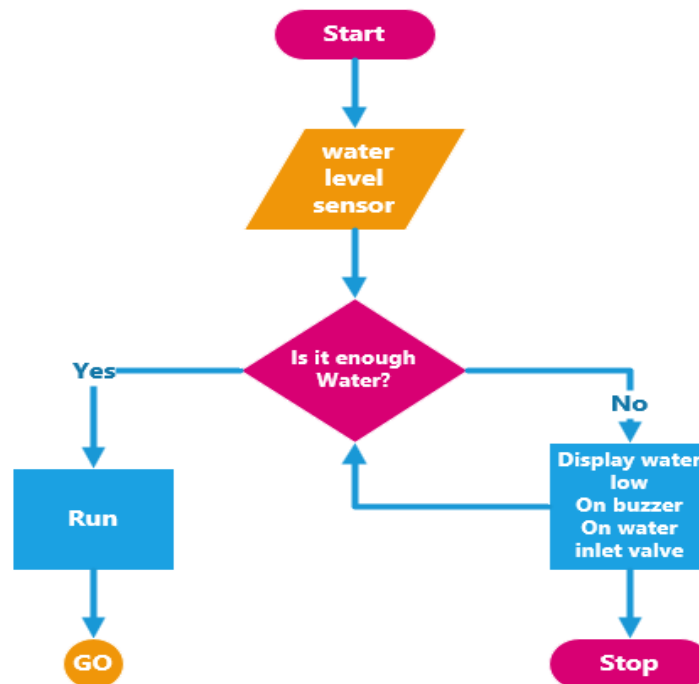 Start
water
level
sensor
Is it enough
Water?
Yes
No
Run
Display water
low
On buzzer
On water
inlet valve
GO
Stop